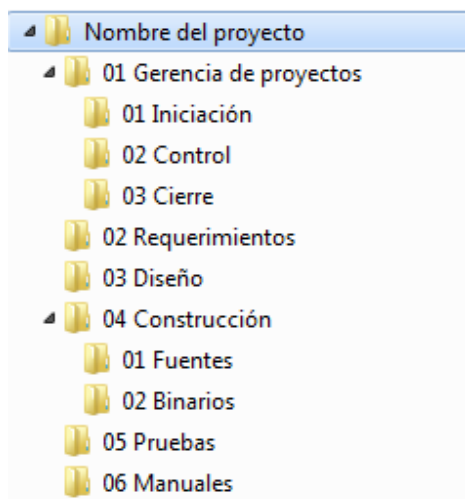 Nombre del proyecto
01 Gerencia de proyectos
01 Iniciación
02 Control
03 Cierre
02 Requerimientos
03 Diseño
04 Construcción
01 Fuentes
02 Binarios
05 Pruebas
06 Manuales